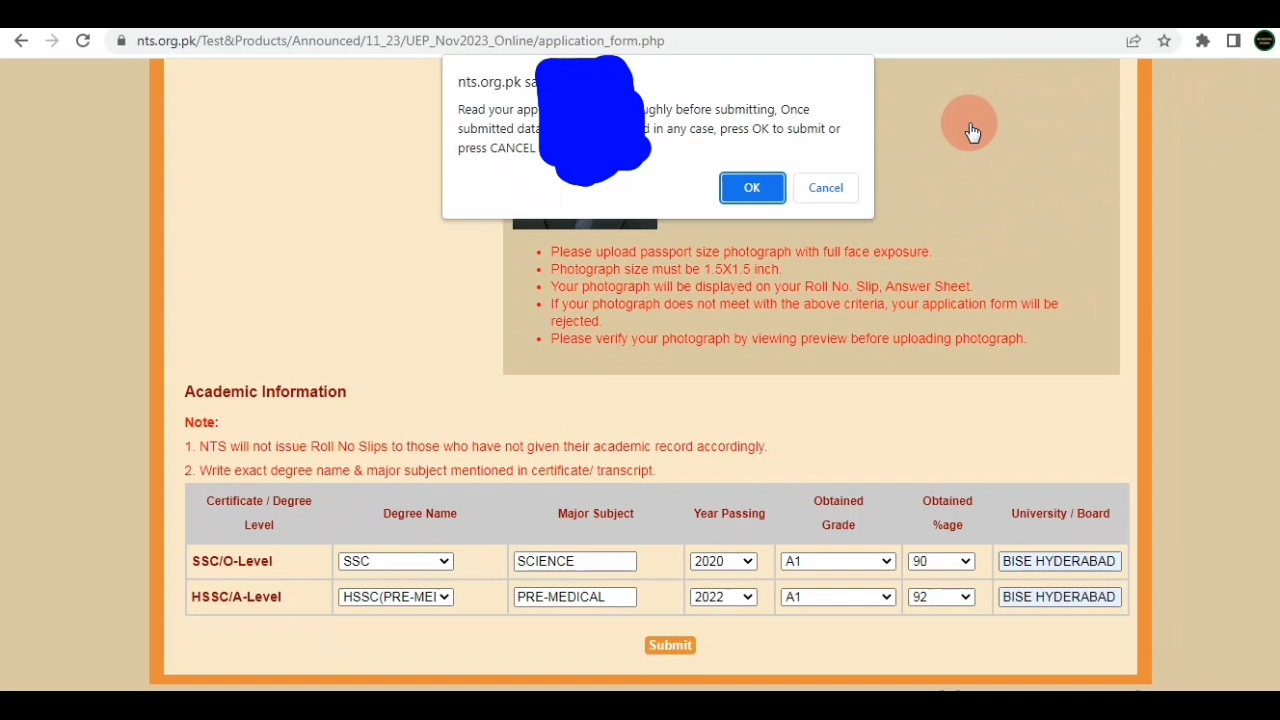 nts.org.pk/Test&Products/Announced/11_23/UEP_Nov2023_Online/application_form.php
nts.org.pk
Read your before submitting, Once
submitted in any case, press OK to submit or
press CANCEL
OK Cancel
• Please upload passport size photograph with full face exposure.
• Photograph size must be 1.5X1.5 inch.
• Your photograph will be displayed on your Roll No. Slip, Answer Sheet.
• If your photograph does not meet with the above criteria, your application form will be
rejected.
• Please verify your photograph by viewing preview before uploading photograph.
Academic Information
Note:
1. NTS will not issue Roll No Slips to those who have not given their academic record accordingly.
2. Write exact degree name & major subject mentioned in certificate/ transcript.
Certificate / Degree Level Degree Name Major Subject Year Passing Obtained Grade Obtained %age University / Board
SSC/O-Level SSC SCIENCE 2020 A1 90 BISE HYDERABAD
HSSC/A-Level HSSC(PRE-MEI PRE-MEDICAL 2022 A1 92 BISE HYDERABAD
Submit